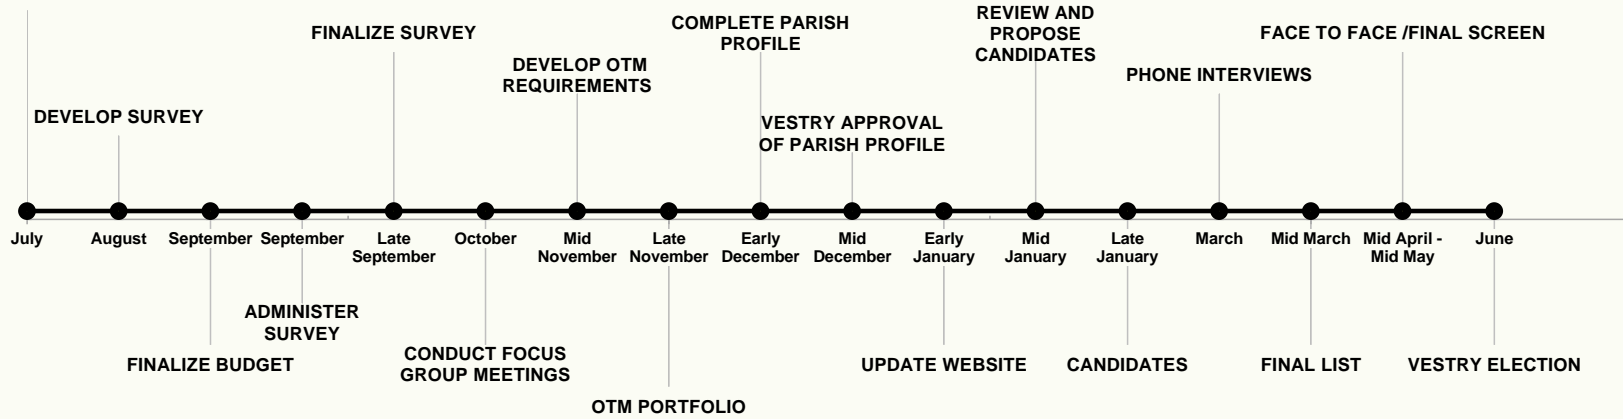 REVIEW AND
PROPOSE
CANDIDATES
COMPLETE PARISH
PROFILE
FINALIZE SURVEY
FACE TO FACE /FINAL SCREEN
DEVELOP OTM
REQUIREMENTS
PHONE INTERVIEWS
DEVELOP SURVEY
VESTRY APPROVAL
OF PARISH PROFILE
July
August
September
September
Late
September
October
Mid
November
Late
November
Early
December
Mid
December
Early
January
Mid
January
Late
January
March
Mid March
Mid April -
Mid May
June
ADMINISTER
SURVEY
FINALIZE BUDGET
CONDUCT FOCUS
GROUP MEETINGS
UPDATE WEBSITE
CANDIDATES
FINAL LIST
VESTRY ELECTION
OTM PORTFOLIO